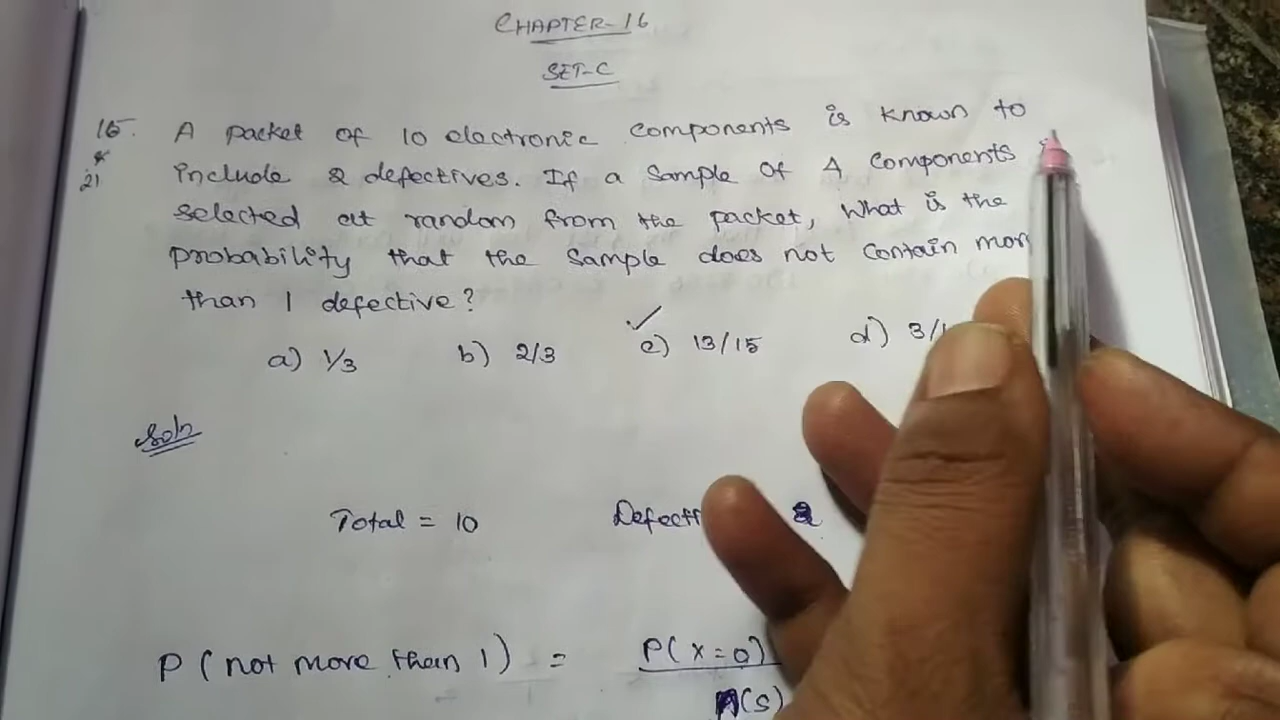 CHAPTER-16
SET-C
15. A packet of 10 electronic components is known to
&
21 include 2 defectives. If a sample of 4 components
selected at random from the packet, what is the
probability that the sample does not contain
than 1 defective?
a) 1/3 b) 2/3 c) 13/15 d)
Soln
Total = 10 2
P(not more than 1) = P(x=0)
n(s)